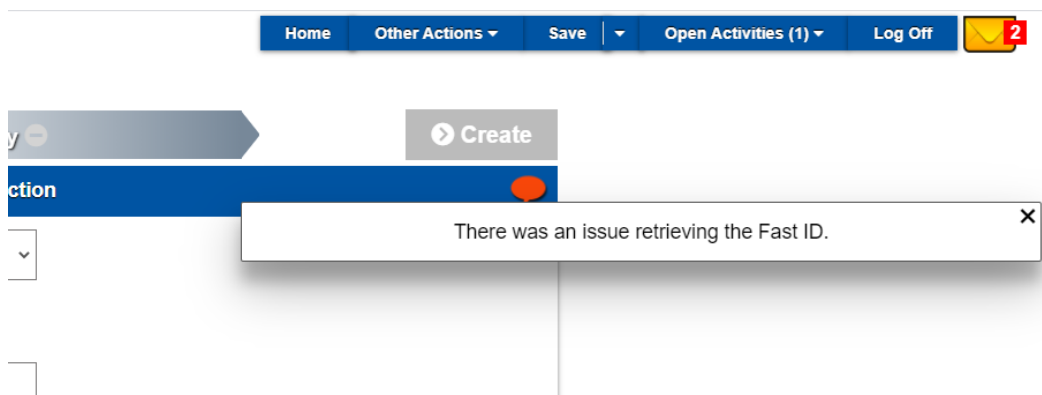 Home Other Actions Save Open Activities (1) Log Off 2
y Create
ction
There was an issue retrieving the Fast ID.